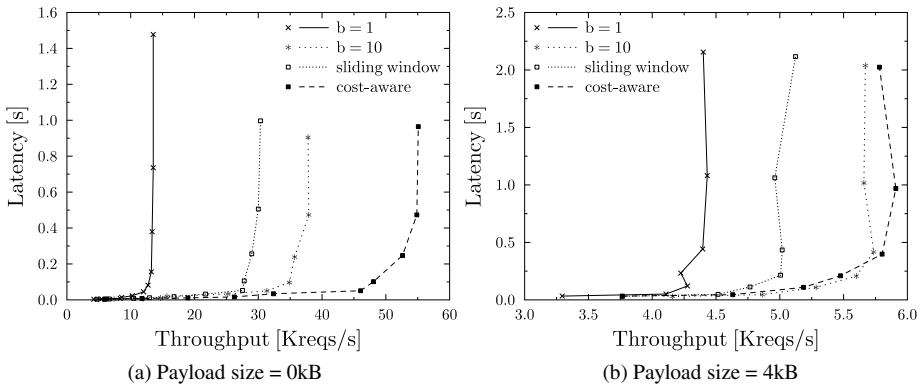 1.6
1.4
1.2
1.0
0.8
0.6
0.4
0.2
0.0
0
10
20
30
40
50
60
Latency [s]
Throughput [Kreqs/s]
b = 1
b = 10
sliding window
cost-aware
(a) Payload size = 0kB
2.5
2.0
1.5
1.0
0.5
0.0
3.0
3.5
4.0
4.5
5.0
5.5
6.0
Latency [s]
Throughput [Kreqs/s]
b = 1
b = 10
sliding window
cost-aware
(b) Payload size = 4kB